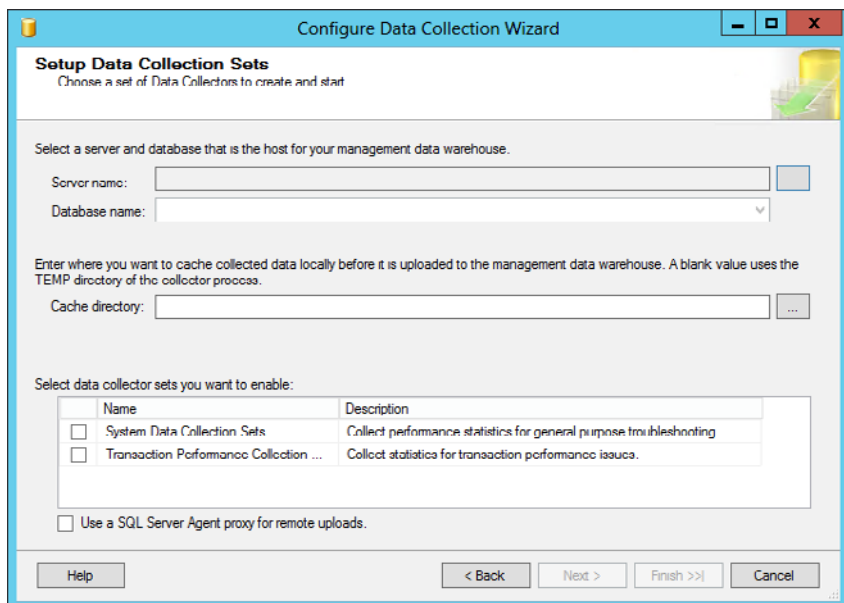 Configure Data Collection Wizard
Setup Data Collection Sets
Choose a set of Data Collectors to create and start
Select a server and database that is the host for your management data warehouse.
Server name:
Database name:
Enter where you want to cache collected data locally before it is uploaded to the management data warehouse. A blank value uses the
TEMP directory of the collector process.
Cache directory:
...
Select data collector sets you want to enable:
Name Description
System Data Collection Sets Collect performance statistics for general purpose troubleshooting
Transaction Performance Collection ... Collect statistics for transaction performance issues.
Use a SQL Server Agent proxy for remote uploads.
Help < Back Next > Finish >>| Cancel